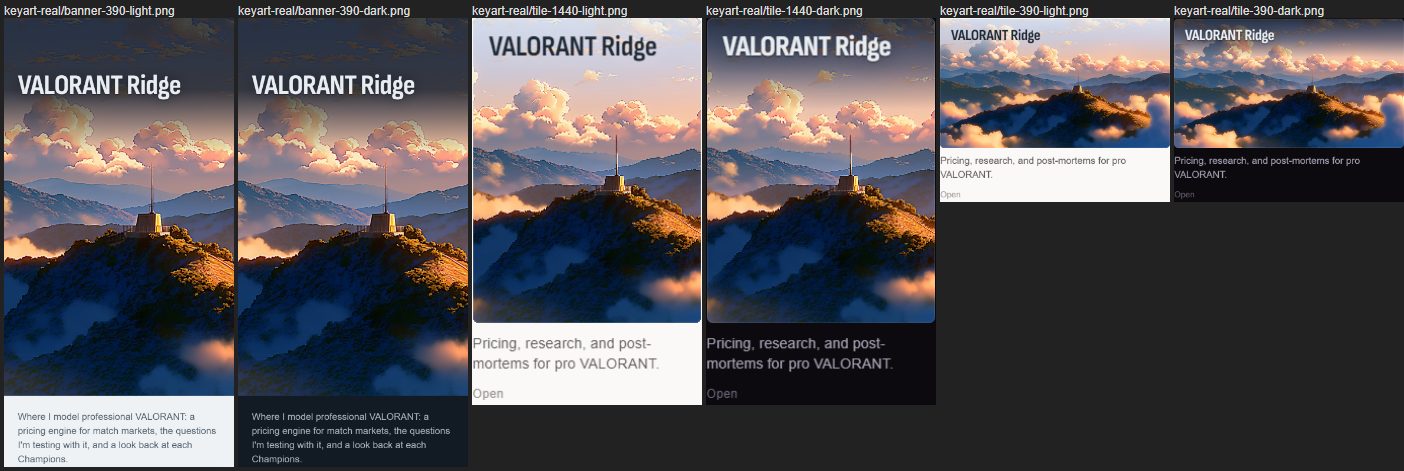 keyart-real/banner-390-light.png
keyart-real/banner-390-dark.png
keyart-real/tile-1440-light.png
keyart-real/tile-1440-dark.png
keyart-real/tile-390-light.png
keyart-real/tile-390-dark.png
VALORANT Ridge
Where I model professional VALORANT: a
pricing engine for match markets, the questions
I'm testing with it, and a look back at each
Champions.
VALORANT Ridge
Where I model professional VALORANT: a
pricing engine for match markets, the questions
I'm testing with it, and a look back at each
Champions.
VALORANT Ridge
Pricing, research, and post-
mortems for pro VALORANT.
Open
VALORANT Ridge
Pricing, research, and post-
mortems for pro VALORANT.
Open
VALORANT Ridge
Pricing, research, and post-mortems for pro
VALORANT.
Open
VALORANT Ridge
Pricing, research, and post-mortems for pro
VALORANT.
Open